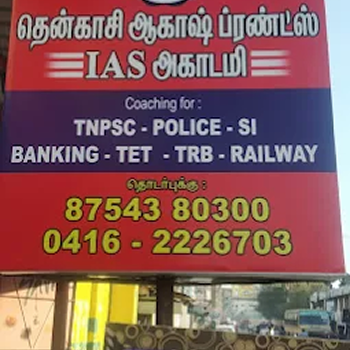 தென்காசி ஆகாஷ் ப்ரண்ட்ஸ்
IAS அகாடமி
Coaching for :
TNPSC - POLICE - SI
BANKING - TET - TRB - RAILWAY
தொடர்புக்கு :
87543 80300
0416 - 2226703